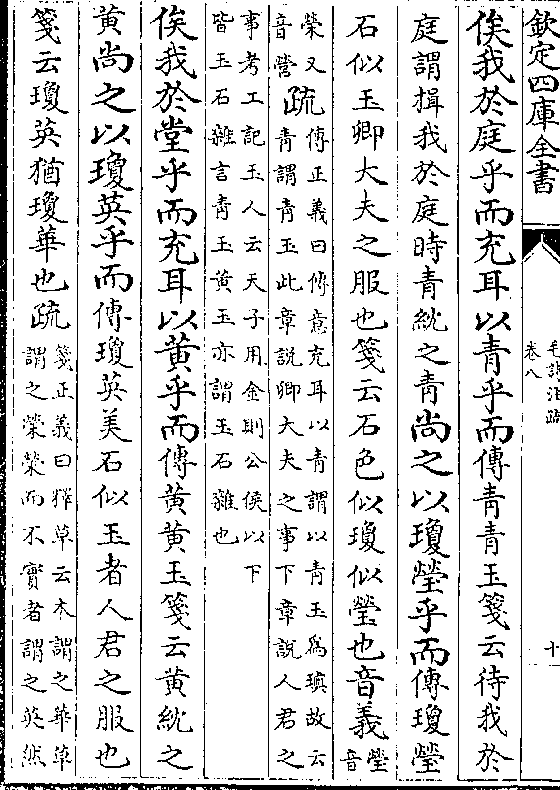 欽定四庫全書
毛詩注疏
卷八
十
俟我於庭乎而充耳以青乎而傳青青玉箋云待我於
庭謂揖我於庭時青紞之青尚之以瓊瑩乎而傳瓊瑩
石似玉卿大夫之服也箋云石色似瓊似瑩也音義瑩音
榮又音營疏傳正義曰傳意充耳以青謂以青玉爲瑱故云青謂青玉此章説卿大夫之事下章説人君之
事考工記玉人云天子用金則公侯以下皆玉石雜言青玉黄玉亦謂玉石雜也
俟我於堂乎而充耳以黄乎而傳黄黄玉箋云黄紞之
黄尚之以瓊英乎而傳瓊英美石似玉者人君之服也
箋云瓊英猶瓊華也疏箋正義曰釋草云木謂之華草謂之榮榮而不實者謂之英然